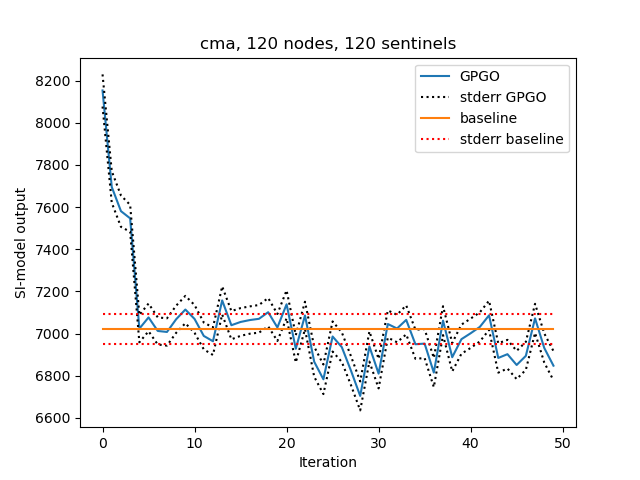 cma, 120 nodes, 120 sentinels
GPGO
stderr GPGO
baseline
stderr baseline
SI-model output
8200
8000
7800
7600
7400
7200
7000
6800
6600
0 10 20 30 40 50
Iteration